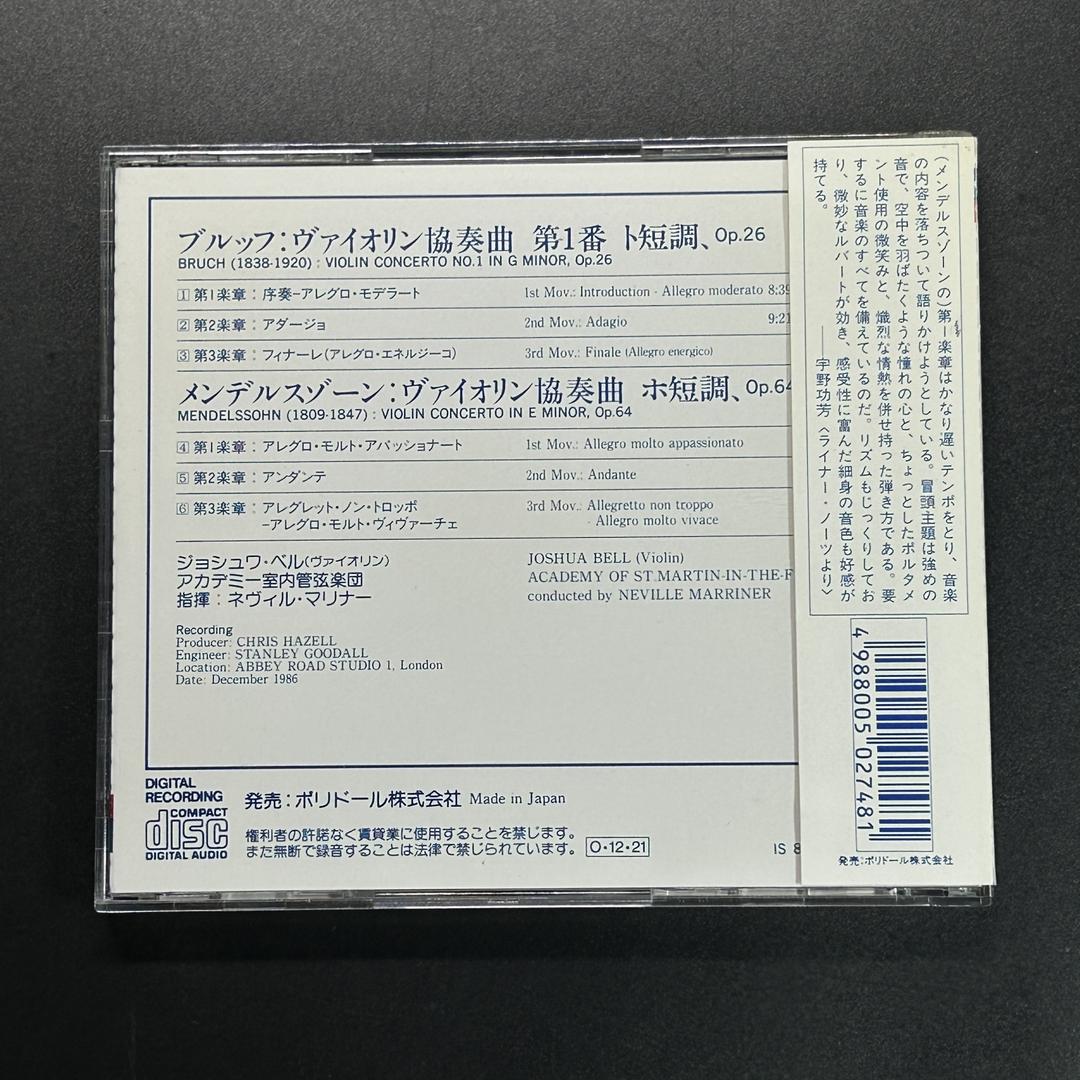 ブルッフ：ヴァイオリン協奏曲 第1番 ト短調、Op.26
BRUCH (1838-1920) : VIOLIN CONCERTO NO.1 IN G MINOR, Op.26
1 第1楽章：序奏–アレグロ・モデラート 1st Mov.: Introduction - Allegro moderato 8:39
2 第2楽章：アダージョ 2nd Mov.: Adagio 9:21
3 第3楽章：フィナーレ（アレグロ・エネルジーコ） 3rd Mov.: Finale (Allegro energico)
メンデルスゾーン：ヴァイオリン協奏曲 ホ短調、Op.64
MENDELSSOHN (1809-1847) : VIOLIN CONCERTO IN E MINOR, Op.64
4 第1楽章：アレグロ・モルト・アパッショナート 1st Mov.: Allegro molto appassionato
5 第2楽章：アンダンテ 2nd Mov.: Andante
6 第3楽章：アレグレット・ノン・トロッポ 3rd Mov.: Allegretto non troppo
–アレグロ・モルト・ヴィヴァーチェ - Allegro molto vivace
ジョシュワ・ベル（ヴァイオリン） JOSHUA BELL (Violin)
アカデミー室内管弦楽団 ACADEMY OF ST.MARTIN-IN-THE-F
指揮：ネヴィル・マリナー conducted by NEVILLE MARRINER
Recording
Producer: CHRIS HAZELL
Engineer: STANLEY GOODALL
Location: ABBEY ROAD STUDIO 1, London
Date: December 1986
DIGITAL
RECORDING
COMPACT
disc
DIGITAL AUDIO
発売：ポリドール株式会社 Made in Japan
権利者の許諾なく賃貸業に使用することを禁じます。
また無断で録音することは法律で禁じられています。 O・12・21
IS 8
（メンデルスゾーンの）第一楽章はかなり遅いテンポをとり、音楽
の内容を落ちついて語りかけようとしている。冒頭主題は強めの
音で、空中を羽ばたくような憧れの心と、ちょっとしたポルタメ
ント使用の微笑みと、熾烈な情熱を併せ持った弾き方である。要
するに音楽のすべてを備えているのだ。リズムもじっくりしてお
り、微妙なルバートが効き、感受性に富んだ細身の音色も好感が
持てる。
――宇野功芳〈ライナー・ノーツより〉
4 988005 027481
発売：ポリドール株式会社